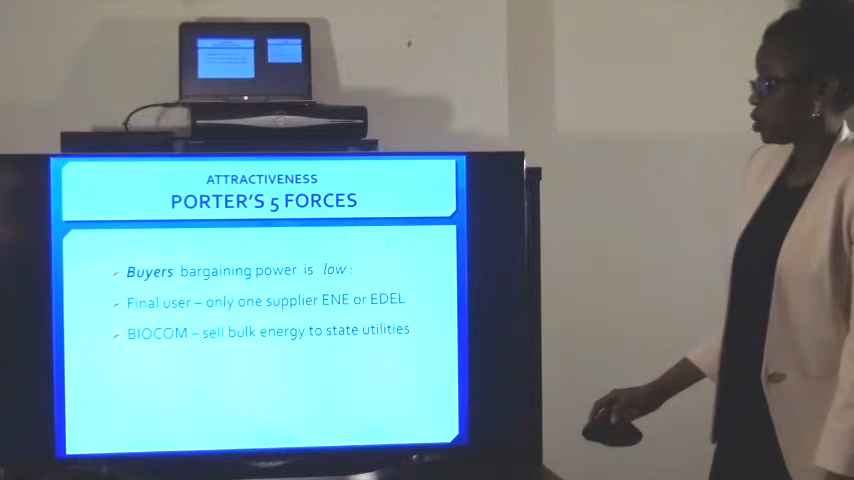 ATTRACTIVENESS
PORTER'S 5 FORCES
Buyers bargaining power is low :
Final user – only one supplier ENE or EDEL
BIOCOM – sell bulk energy to state utilities